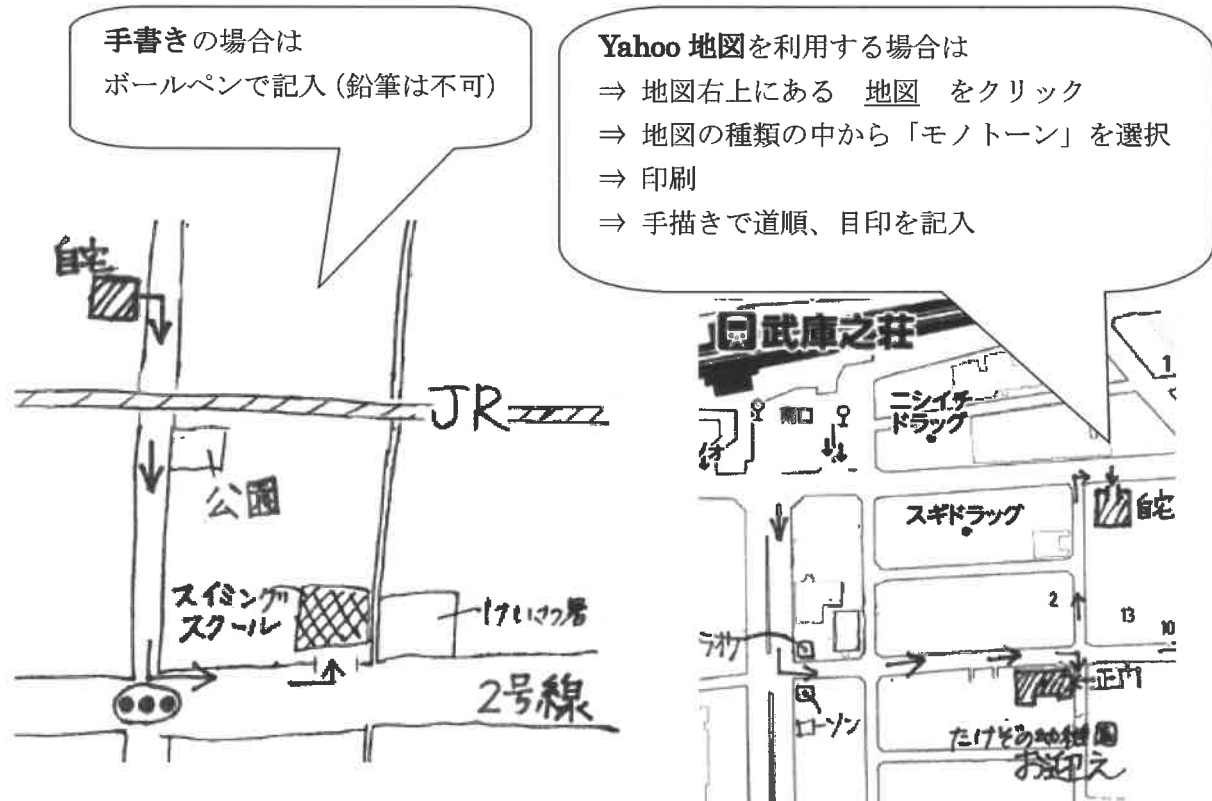 手書きの場合は
ボールペンで記入(鉛筆は不可)
Yahoo 地図を利用する場合は
⇒ 地図右上にある 地図 をクリック
⇒ 地図の種類の中から「モノトーン」を選択
⇒ 印刷
⇒ 手描きで道順、目印を記入
自宅
JR
公園
スイミング
スクール
けいさつ署
2号線
武庫之荘
1
南口
ニシイチ
ドラッグ
スギドラッグ
自宅
2
13
10
正門
ーソン
たけぞの幼稚園
お迎え